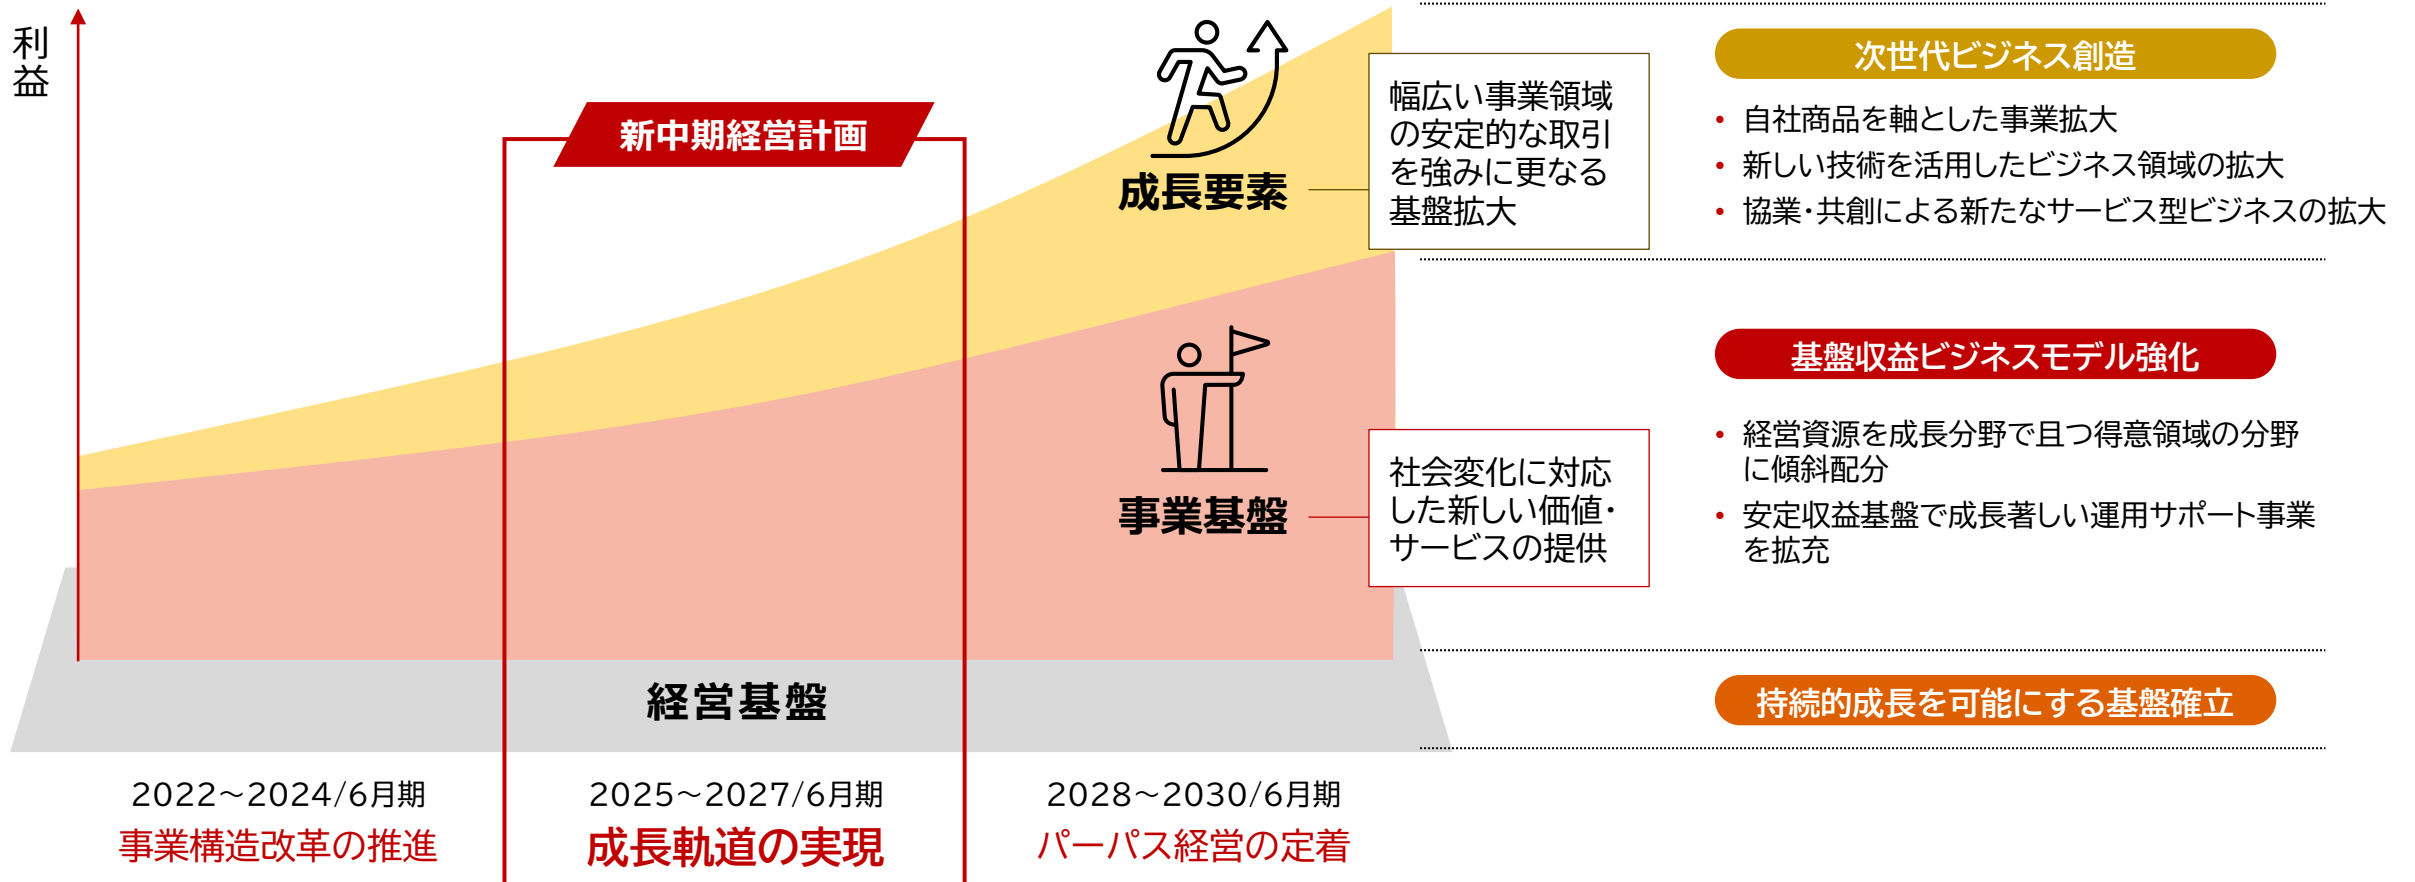 利益
新中期経営計画
成長要素
幅広い事業領域
の安定的な取引
を強みに更なる
基盤拡大
次世代ビジネス創造
• 自社商品を軸とした事業拡大
• 新しい技術を活用したビジネス領域の拡大
• 協業・共創による新たなサービス型ビジネスの拡大
事業基盤
社会変化に対応
した新しい価値・
サービスの提供
基盤収益ビジネスモデル強化
• 経営資源を成長分野で且つ得意領域の分野
に傾斜配分
• 安定収益基盤で成長著しい運用サポート事業
を拡充
経営基盤
持続的成長を可能にする基盤確立
2022～2024/6月期
事業構造改革の推進
2025～2027/6月期
成長軌道の実現
2028～2030/6月期
パーパス経営の定着